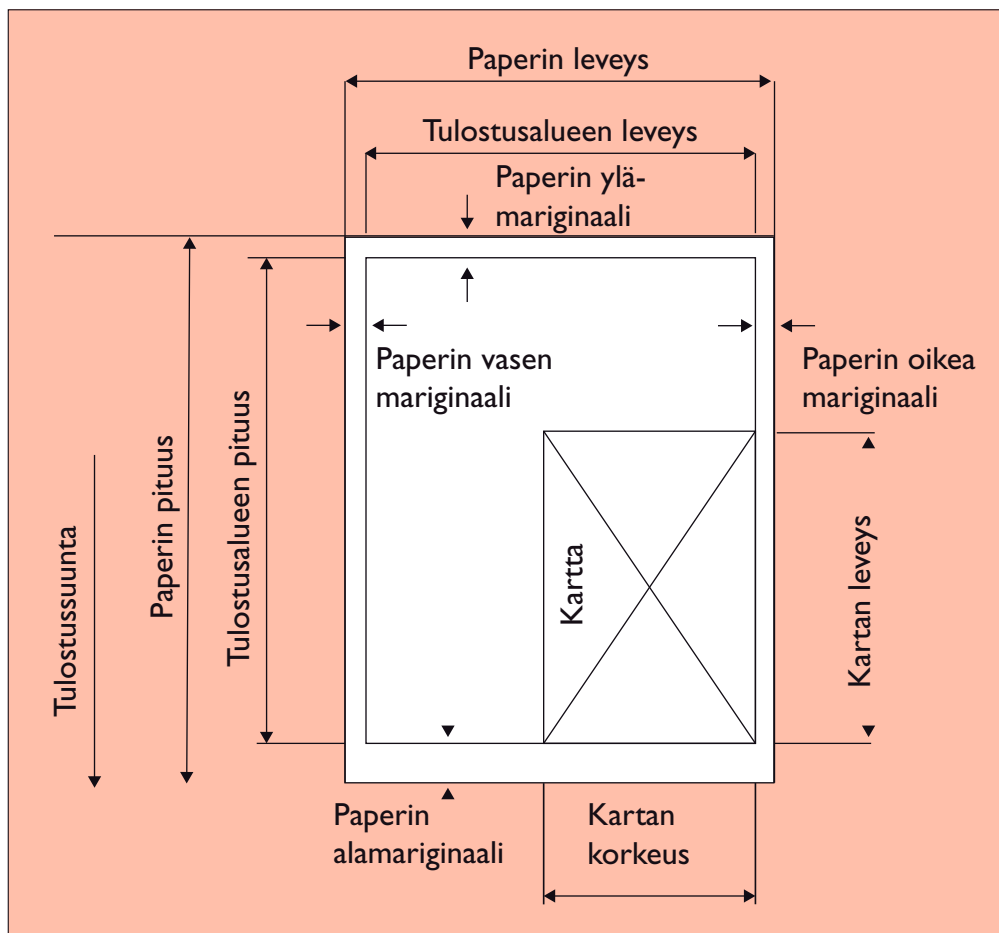 Paperin leveys
Tulostusalueen leveys
Paperin ylä-
mariginaali
Paperin vasen
mariginaali
Paperin oikea
mariginaali
Tulostussuunta
Paperin pituus
Tulostusalueen pituus
Kartta
Kartan leveys
Paperin
alamariginaali
Kartan
korkeus